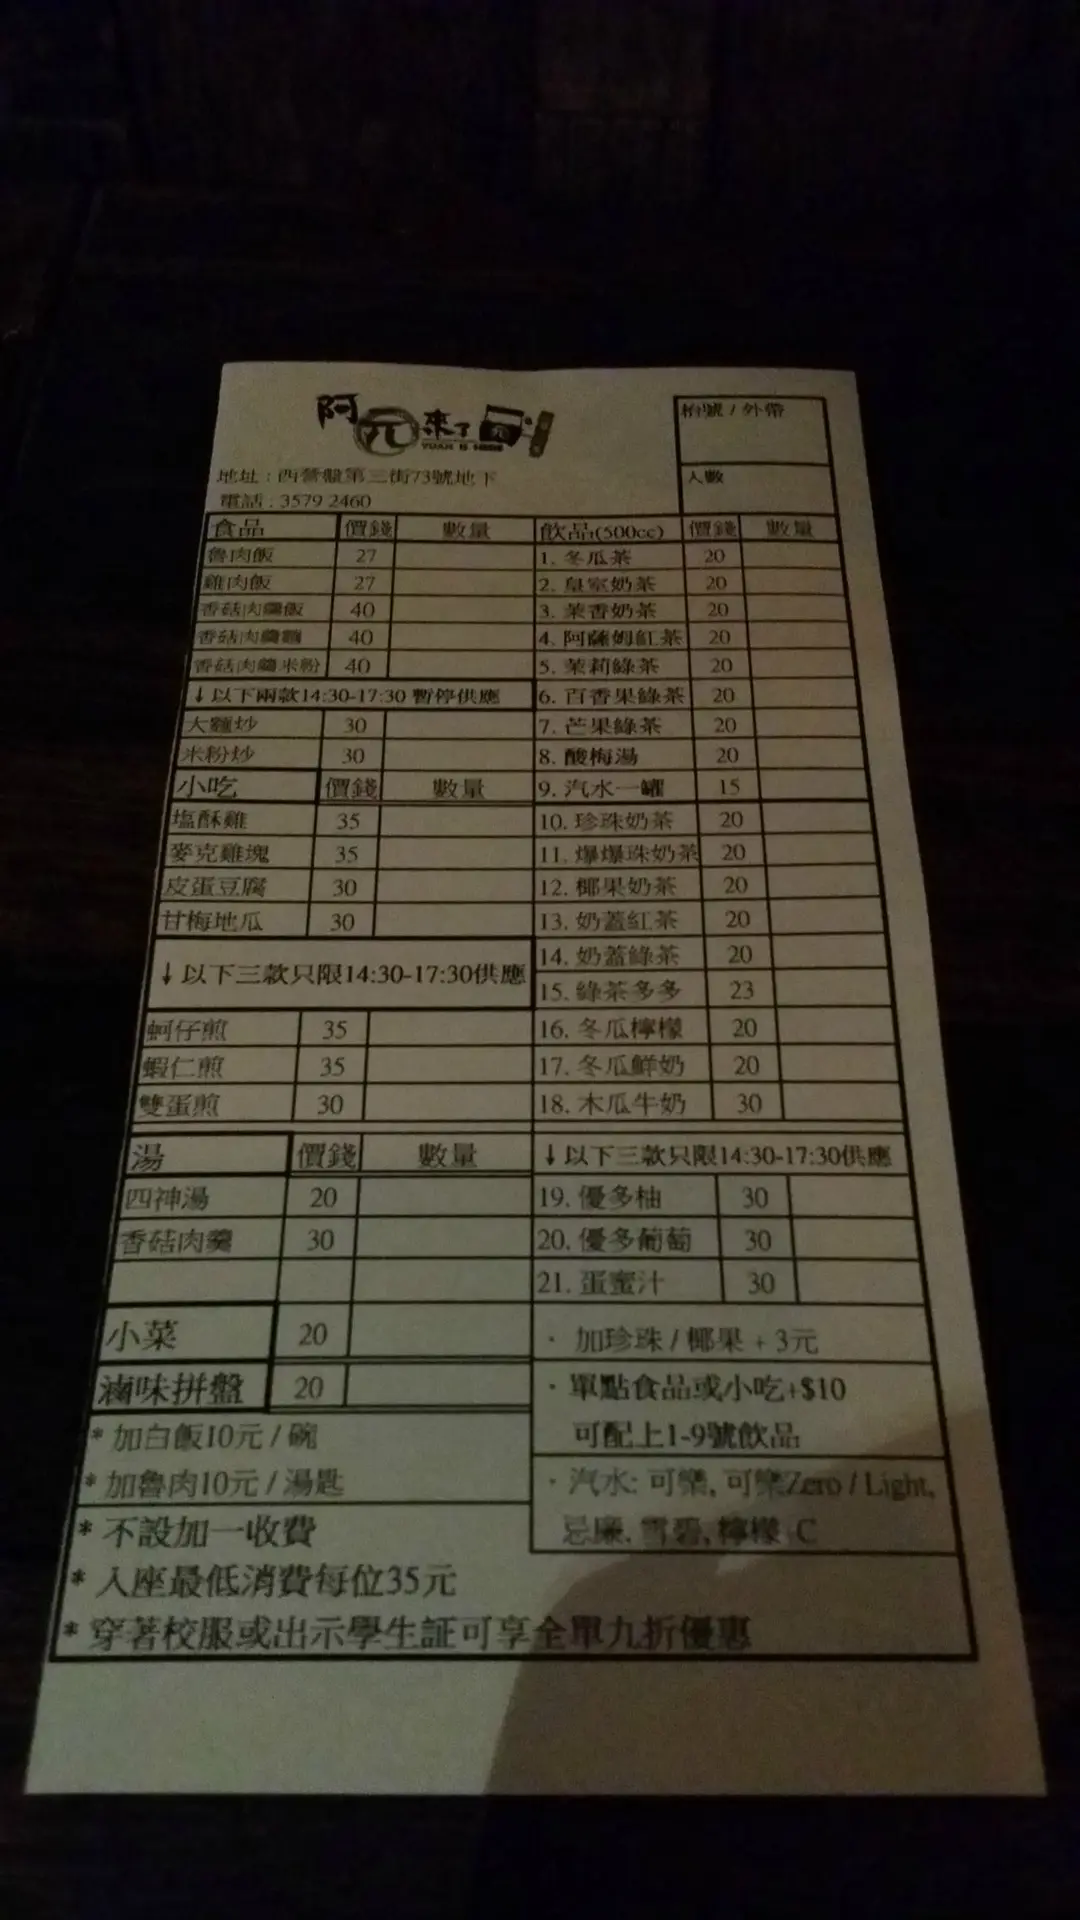 阿元來了
YUAN IS HERE
枱號 / 外帶
人數
地址 : 西營盤第三街73號地下
電話 : 3579 2460
食品 價錢 數量
魯肉飯 27
雞肉飯 27
香菇肉羹飯 40
香菇肉羹麵 40
香菇肉羹米粉 40
↓以下兩款14:30-17:30 暫停供應
大麵炒 30
米粉炒 30
小吃 價錢 數量
塩酥雞 35
麥克雞塊 35
皮蛋豆腐 30
甘梅地瓜 30
↓以下三款只限14:30-17:30供應
蚵仔煎 35
蝦仁煎 35
雙蛋煎 30
湯 價錢 數量
四神湯 20
香菇肉羹 30
小菜 20
滷味拼盤 20
* 加白飯10元 / 碗
* 加魯肉10元 / 湯匙
* 不設加一收費
* 入座最低消費每位35元
* 穿著校服或出示學生証可享全單九折優惠
飲品(500cc) 價錢 數量
1. 冬瓜茶 20
2. 皇室奶茶 20
3. 茉香奶茶 20
4. 阿薩姆紅茶 20
5. 茉莉綠茶 20
6. 百香果綠茶 20
7. 芒果綠茶 20
8. 酸梅湯 20
9. 汽水一罐 15
10. 珍珠奶茶 20
11. 爆爆珠奶茶 20
12. 椰果奶茶 20
13. 奶蓋紅茶 20
14. 奶蓋綠茶 20
15. 綠茶多多 23
16. 冬瓜檸檬 20
17. 冬瓜鮮奶 20
18. 木瓜牛奶 30
↓以下三款只限14:30-17:30供應
19. 優多柚 30
20. 優多葡萄 30
21. 蛋蜜汁 30
· 加珍珠 / 椰果 + 3元
· 單點食品或小吃+$10
可配上1-9號飲品
· 汽水: 可樂, 可樂Zero / Light,
忌廉, 雪碧, 檸檬 C